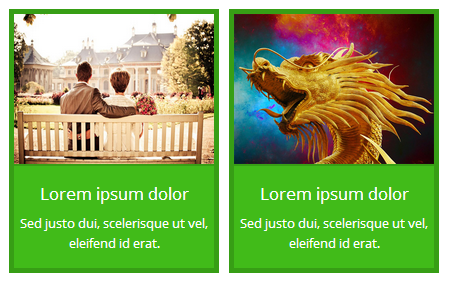 Lorem ipsum dolor
Sed justo dui, scelerisque ut vel,
eleifend id erat.
Lorem ipsum dolor
Sed justo dui, scelerisque ut vel,
eleifend id erat.